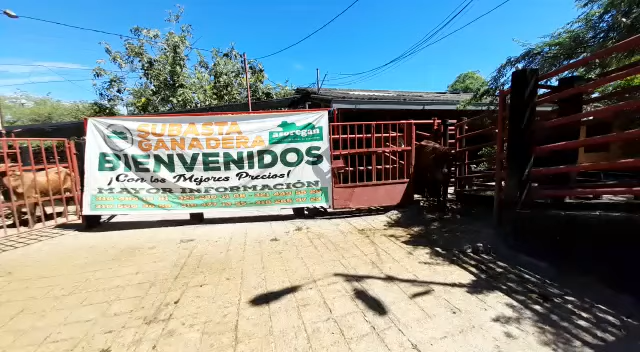 SUBASTA
GANADERA
asoregan
BIENVENIDOS
¡Con los Mejores Precios!
MAYOR INFORMACIÓN